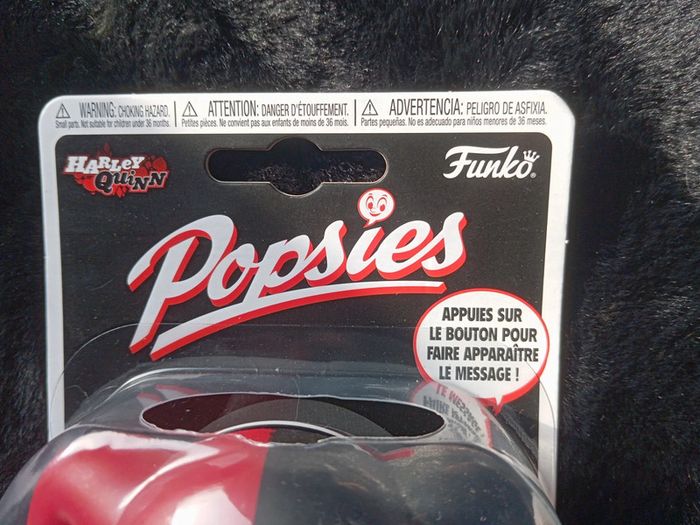 WARNING: CHOKING HAZARD.
Small parts. Not suitable for children under 36 months.
ATTENTION: DANGER D'ÉTOUFFEMENT.
Petites pièces. Ne convient pas aux enfants de moins de 36 mois.
ADVERTENCIA: PELIGRO DE ASFIXIA.
Partes pequeñas. No es adecuado para niños menores de 36 meses.
HARLEY
QUINN
Funko®
Popsies
APPUIES SUR
LE BOUTON POUR
FAIRE APPARAÎTRE
LE MESSAGE !